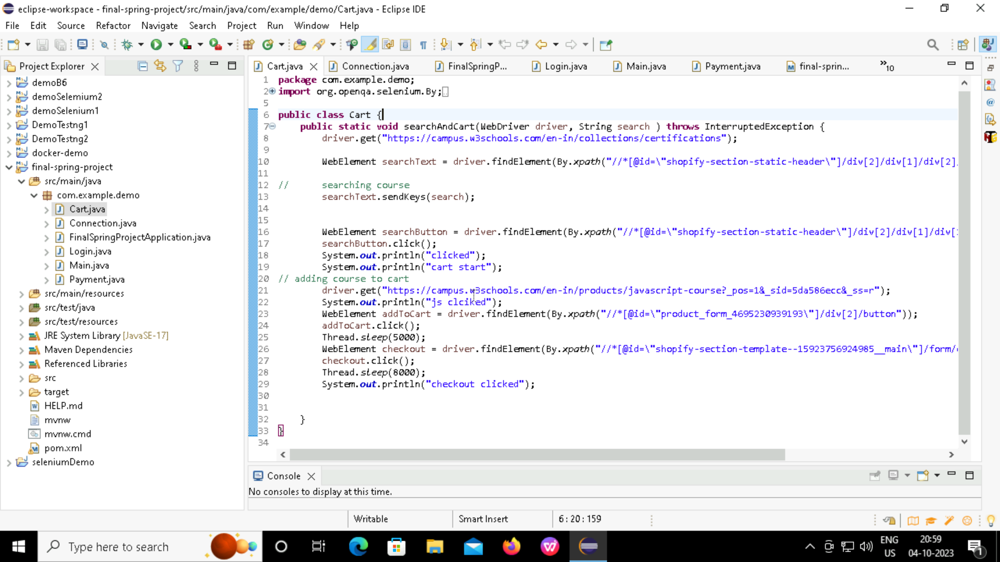 eclipse-workspace - final-spring-project/src/main/java/com/example/demo/Cart.java - Eclipse IDE
File Edit Source Refactor Navigate Search Project Run Window Help
Project Explorer
demoB6
demoSelemium2
demoSelenium1
DemoTestng1
DemoTestng2
docker-demo
final-spring-project
src/main/java
com.example.demo
Cart.java
Connection.java
FinalSpringProjectApplication.java
Login.java
Main.java
Payment.java
src/main/resources
src/test/java
src/test/resources
JRE System Library [JavaSE-17]
Maven Dependencies
Referenced Libraries
src
target
HELP.md
mvnw
mvnw.cmd
pom.xml
seleniumDemo
Cart.java Connection.java FinalSpringP... Login.java Main.java Payment.java final-sprin... »10
1 package com.example.demo;
2 import org.openqa.selenium.By;
5
6 public class Cart {
7 public static void searchAndCart(WebDriver driver, String search ) throws InterruptedException {
8 driver.get("https://campus.w3schools.com/en-in/collections/certifications");
9
10 WebElement searchText = driver.findElement(By.xpath("//*[@id=\"shopify-section-static-header\"]/div[2]/div[1]/div[2]
11
12 // searching course
13 searchText.sendKeys(search);
14
15
16 WebElement searchButton = driver.findElement(By.xpath("//*[@id=\"shopify-section-static-header\"]/div[2]/div[1]/div[
17 searchButton.click();
18 System.out.println("clicked");
19 System.out.println("cart start");
20 // adding course to cart
21 driver.get("https://campus.w3schools.com/en-in/products/javascript-course?_pos=1&_sid=5da586ecc&_ss=r");
22 System.out.println("js clciked");
23 WebElement addToCart = driver.findElement(By.xpath("//*[@id=\"product_form_4695230939193\"]/div[2]/button"));
24 addToCart.click();
25 Thread.sleep(5000);
26 WebElement checkout = driver.findElement(By.xpath("//*[@id=\"shopify-section-template--15923756924985__main\"]/form/
27 checkout.click();
28 Thread.sleep(8000);
29 System.out.println("checkout clicked");
30
31
32 }
33 }
34
Console
No consoles to display at this time.
Writable Smart Insert 6 : 20 : 159
Type here to search
ENG
US
20:59
04-10-2023
1